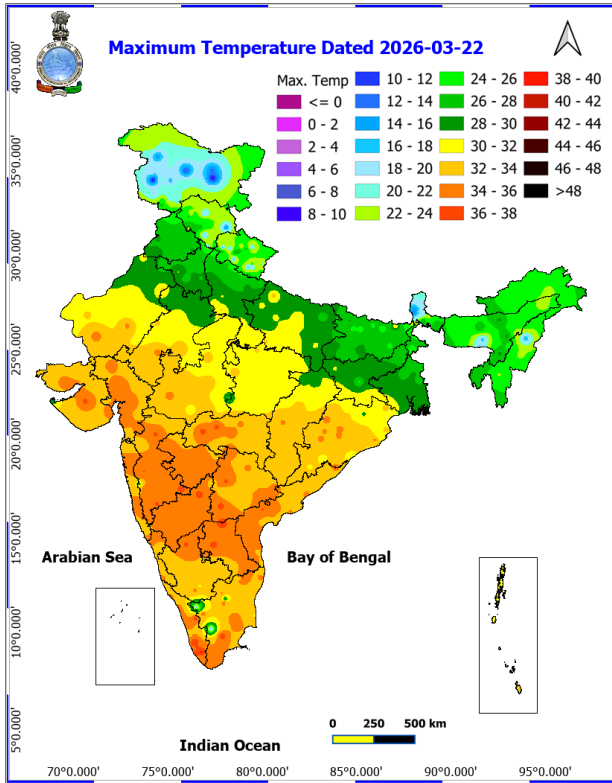 Maximum Temperature Dated 2026-03-22
Max. Temp
<= 0
0 - 2
2 - 4
4 - 6
6 - 8
8 - 10
10 - 12
12 - 14
14 - 16
16 - 18
18 - 20
20 - 22
22 - 24
24 - 26
26 - 28
28 - 30
30 - 32
32 - 34
34 - 36
36 - 38
38 - 40
40 - 42
42 - 44
44 - 46
46 - 48
>48
40°0.000'
35°0.000'
30°0.000'
25°0.000'
20°0.000'
15°0.000'
10°0.000'
5°0.000'
Arabian Sea
Bay of Bengal
0 250 500 km
Indian Ocean
70°0.000' 75°0.000' 80°0.000' 85°0.000' 90°0.000' 95°0.000'